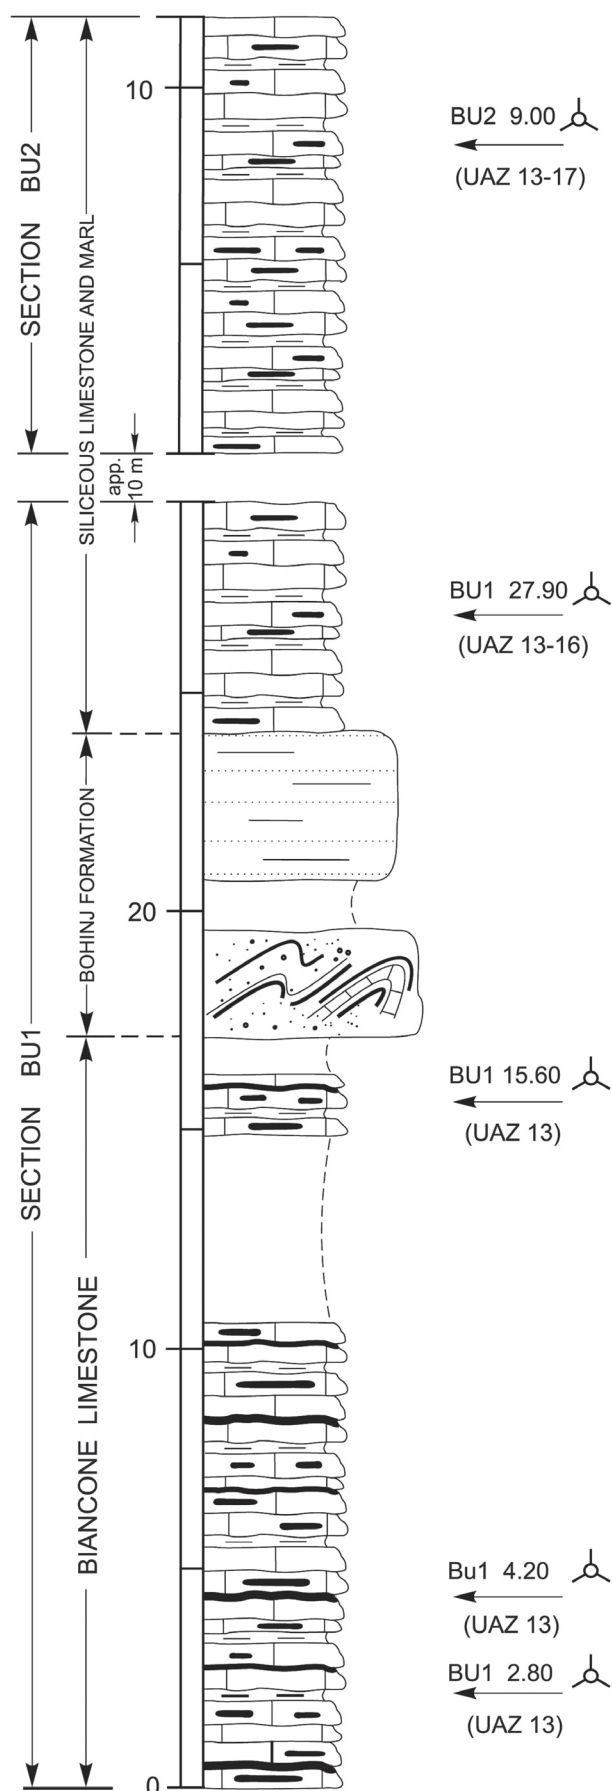 SECTION BU2
SILICEOUS LIMESTONE AND MARL
10
BU2 9.00
(UAZ 13-17)
app.
10 m
BU1 27.90
(UAZ 13-16)
SECTION BU1
BOHINJ FORMATION
20
BU1 15.60
(UAZ 13)
BIANCONE LIMESTONE
10
Bu1 4.20
(UAZ 13)
BU1 2.80
(UAZ 13)
0